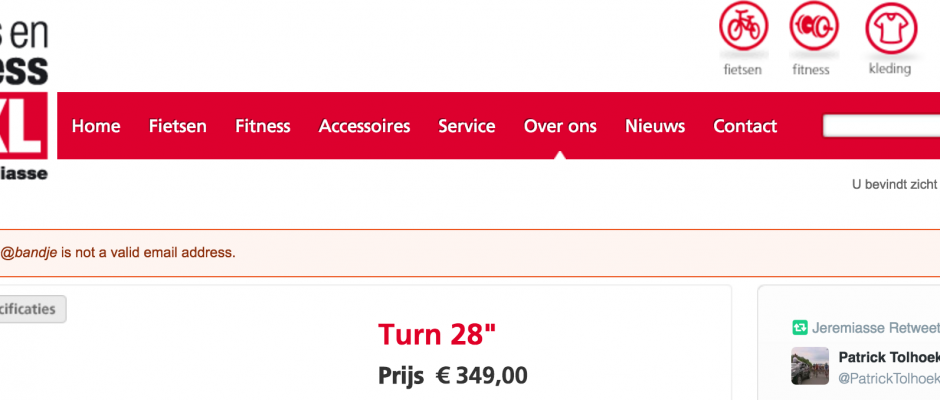 s en
ess
XL
iasse
fietsen
fitness
kleding
Home Fietsen Fitness Accessoires Service Over ons Nieuws Contact
U bevindt zicht
@bandje is not a valid email address.
cificaties
Turn 28"
Prijs € 349,00
Jeremiasse Retweet
Patrick Tolhoek
@PatrickTolhoek